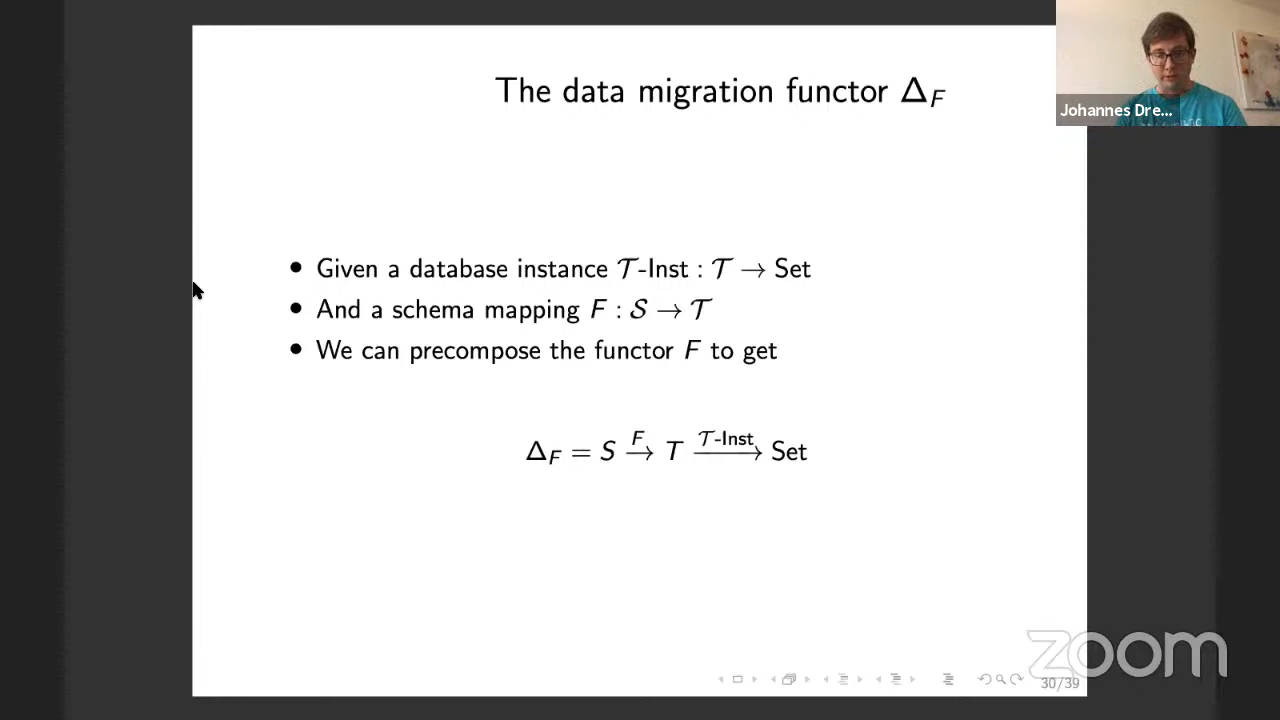 The data migration functor Δ_F
Johannes Dre...
• Given a database instance 𝒯-Inst : 𝒯 → Set
• And a schema mapping F : 𝒮 → 𝒯
• We can precompose the functor F to get
Δ_F = S →^F T →^{𝒯-Inst} Set
zoom
30/39